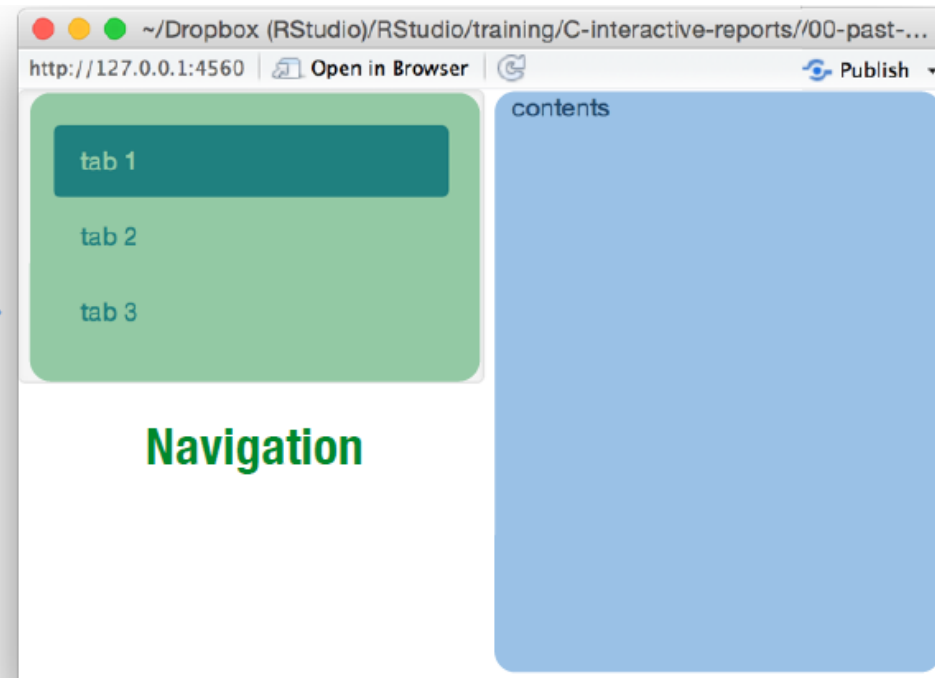 ~/Dropbox (RStudio)/RStudio/training/C-interactive-reports//00-past-...
http://127.0.0.1:4560 Open in Browser Publish
tab 1
tab 2
tab 3
Navigation
contents